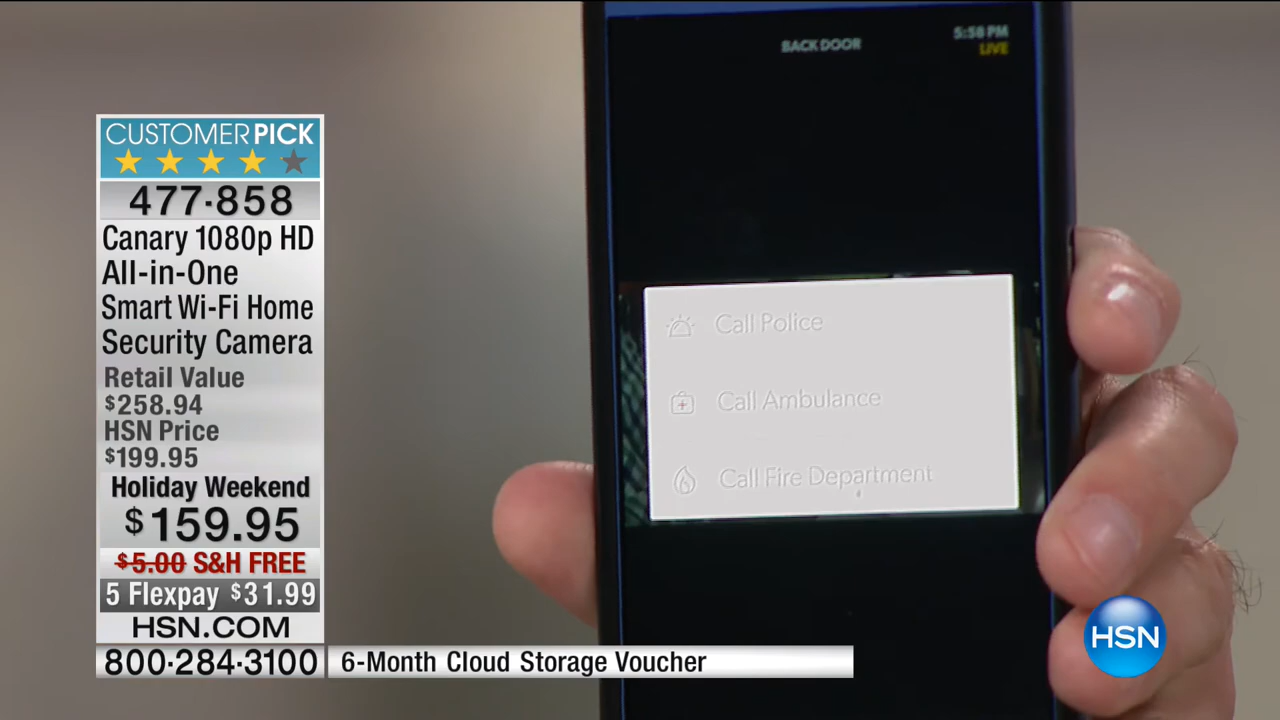 CUSTOMER PICK
477·858
Canary 1080p HD
All-in-One
Smart Wi-Fi Home
Security Camera
Retail Value
$258.94
HSN Price
$199.95
Holiday Weekend
$159.95
$5.00 S&H FREE
5 Flexpay $31.99
HSN.COM
800·284·3100
6-Month Cloud Storage Voucher
BACK DOOR
5:58 PM
LIVE
Call Police
Call Ambulance
Call Fire Department
HSN